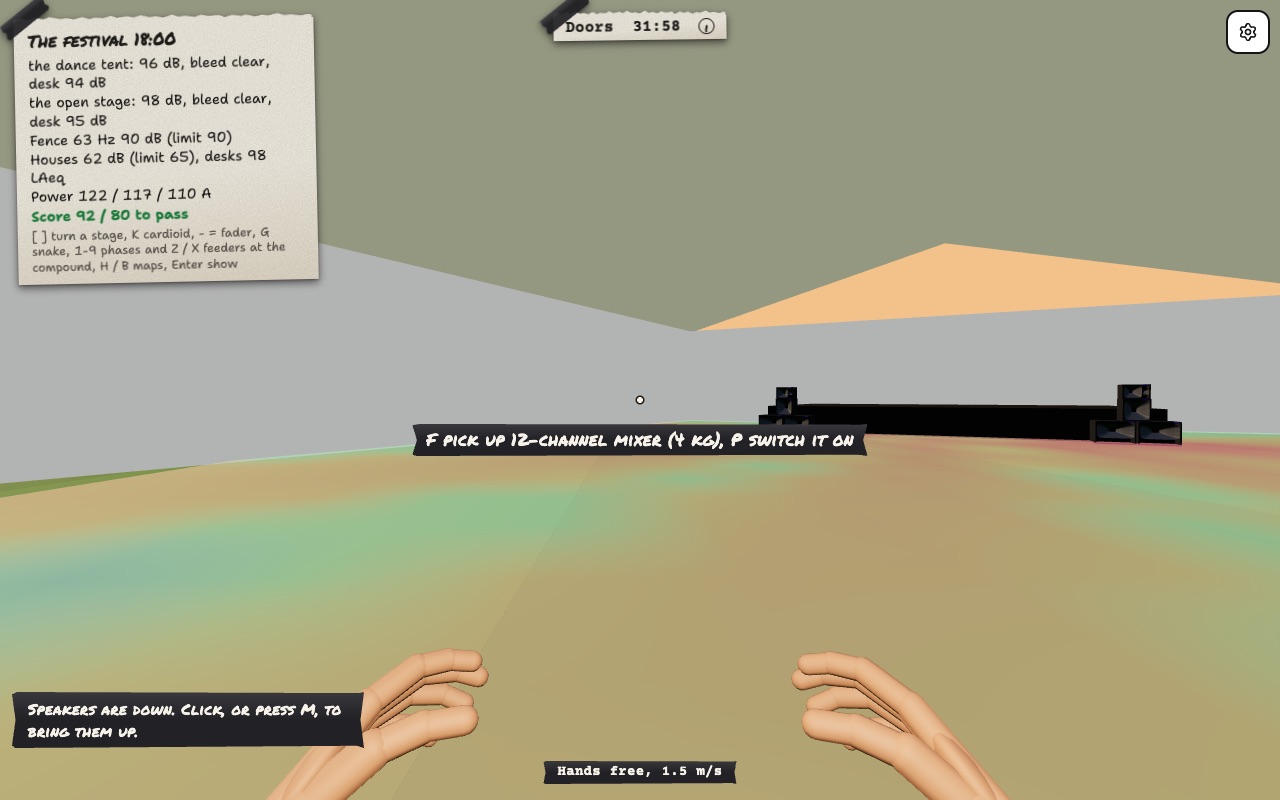 The festival 18:00
the dance tent: 96 dB, bleed clear,
desk 94 dB
the open stage: 98 dB, bleed clear,
desk 95 dB
Fence 63 Hz 90 dB (limit 90)
Houses 62 dB (limit 65), desks 98
LAeq
Power 122 / 117 / 110 A
Score 92 / 80 to pass
[ ] turn a stage, K cardioid, - = fader, G
snake, 1-9 phases and Z / X feeders at the
compound, H / B maps, Enter show
Doors 31:58
F pick up 12-channel mixer (4 kg), P switch it on
Speakers are down. Click, or press M, to
bring them up.
Hands free, 1.5 m/s